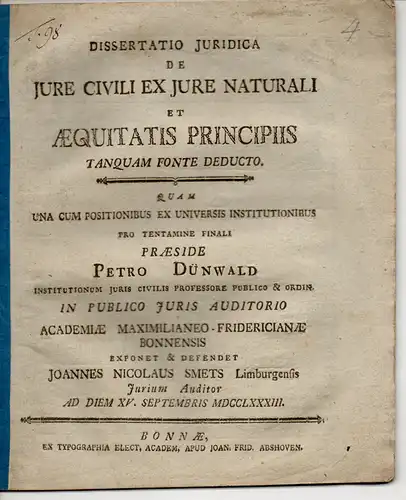 98
4
DISSERTATIO JURIDICA
DE
JURE CIVILI EX JURE NATURALI
ET
ÆQUITATIS PRINCIPIIS
TANQUAM FONTE DEDUCTO.
QUAM
UNA CUM POSITIONIBUS EX UNIVERSIS INSTITUTIONIBUS
PRO TENTAMINE FINALI
PRÆSIDE
PETRO DÜNWALD
INSTITUTIONUM JURIS CIVILIS PROFESSORE PUBLICO & ORDIN.
IN PUBLICO JURIS AUDITORIO
ACADEMIÆ MAXIMILIANEO-FRIDERICIANÆ
BONNENSIS
EXPONET & DEFENDET
JOANNES NICOLAUS SMETS Limburgensis
Jurium Auditor
AD DIEM XV. SEPTEMBRIS MDCCLXXXIII.
BONNÆ,
EX TYPOGRAPHIA ELECT, ACADEM, APUD JOAN. FRID. ABSHOVEN.